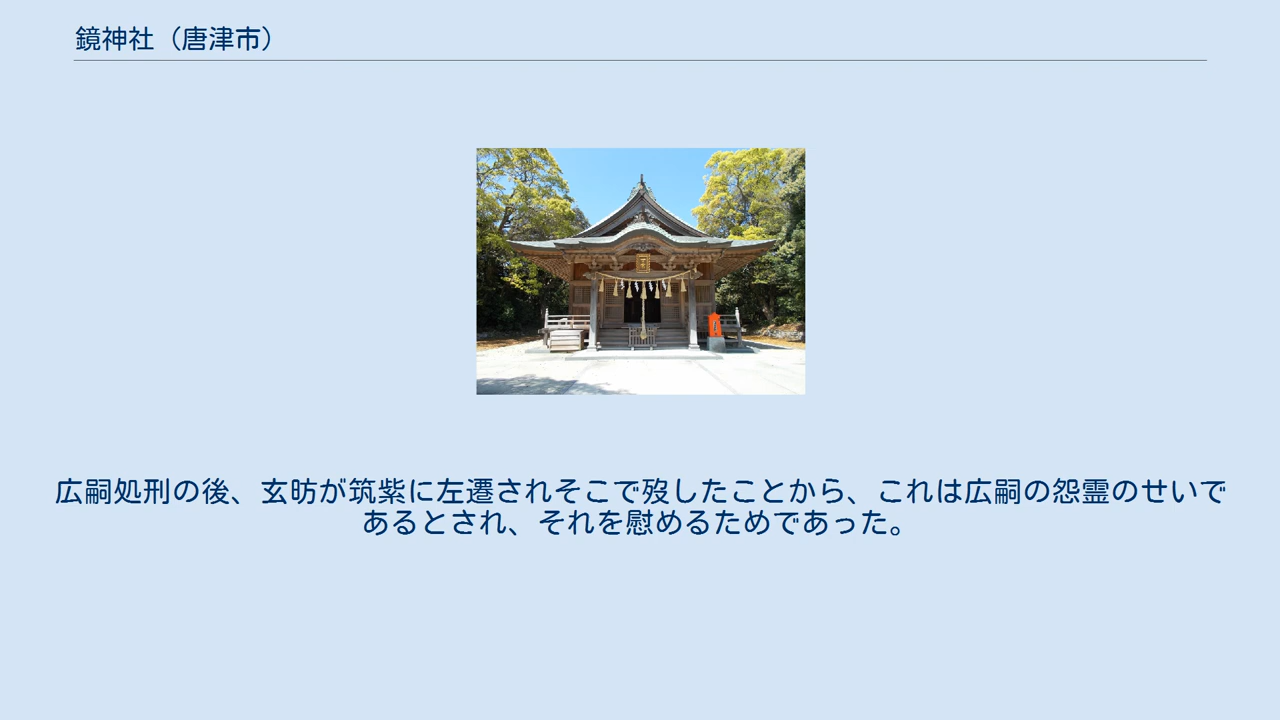 鏡神社（唐津市）
広嗣処刑の後、玄昉が筑紫に左遷されそこで歿したことから、これは広嗣の怨霊のせいで
あるとされ、それを慰めるためであった。